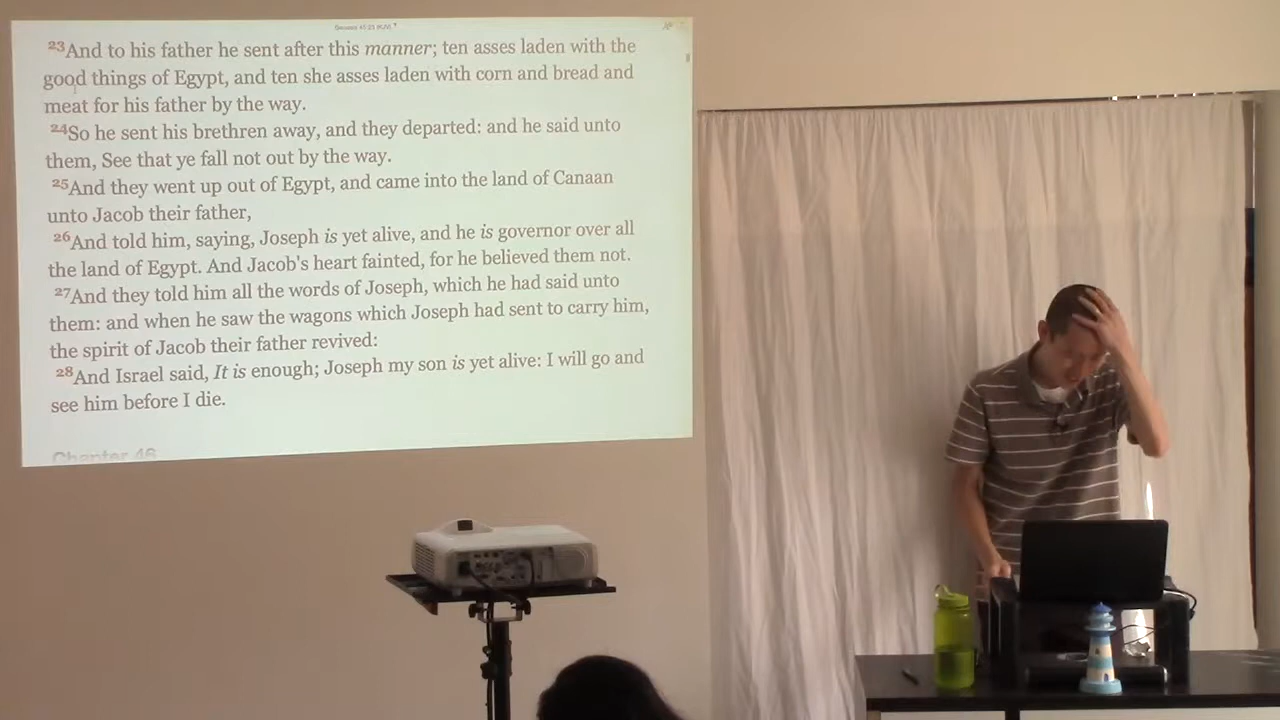 Genesis 45:23 (KJV)
23And to his father he sent after this manner; ten asses laden with the
good things of Egypt, and ten she asses laden with corn and bread and
meat for his father by the way.
24So he sent his brethren away, and they departed: and he said unto
them, See that ye fall not out by the way.
25And they went up out of Egypt, and came into the land of Canaan
unto Jacob their father,
26And told him, saying, Joseph is yet alive, and he is governor over all
the land of Egypt. And Jacob's heart fainted, for he believed them not.
27And they told him all the words of Joseph, which he had said unto
them: and when he saw the wagons which Joseph had sent to carry him,
the spirit of Jacob their father revived:
28And Israel said, It is enough; Joseph my son is yet alive: I will go and
see him before I die.
Chapter 46